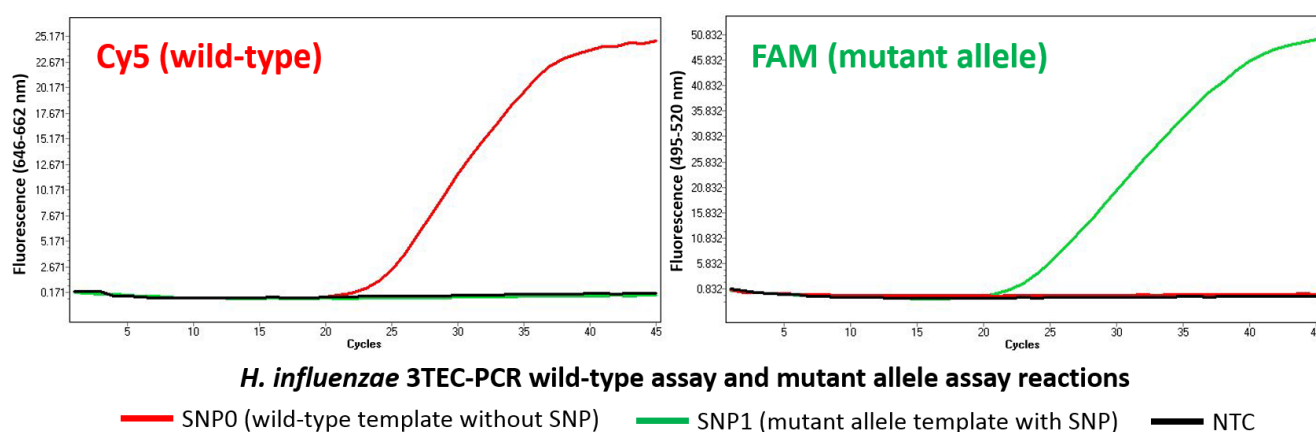 Cy5 (wild-type)
Fluorescence (646-662 nm)
25.171
22.671
20.171
17.671
15.171
12.671
10.171
7.671
5.171
2.671
0.171
5 10 15 20 25 30 35 40 45
Cycles
FAM (mutant allele)
Fluorescence (495-520 nm)
50.832
45.832
40.832
35.832
30.832
25.832
20.832
15.832
10.832
5.832
0.832
5 10 15 20 25 30 35 40 45
Cycles
H. influenzae 3TEC-PCR wild-type assay and mutant allele assay reactions
SNP0 (wild-type template without SNP) SNP1 (mutant allele template with SNP) NTC